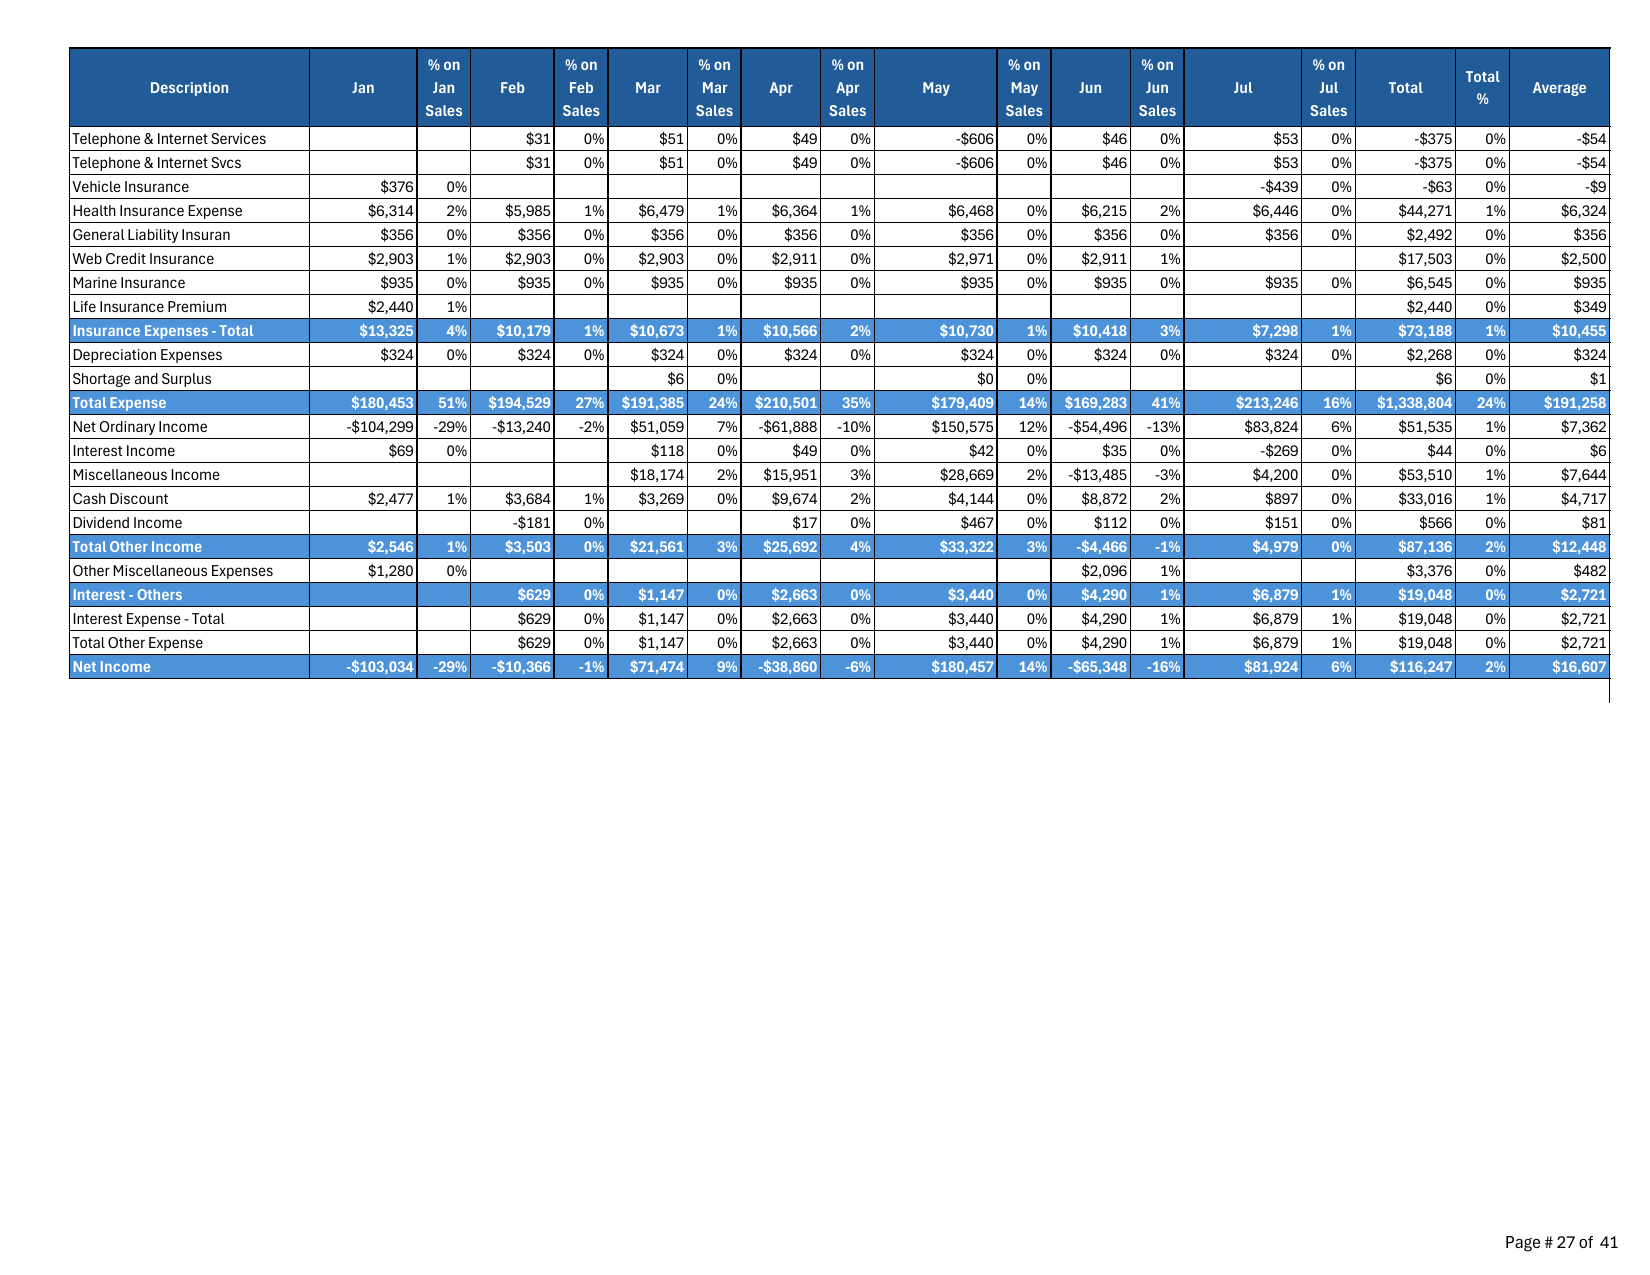 Description Jan % on Jan Sales Feb % on Feb Sales Mar % on Mar Sales Apr % on Apr Sales May % on May Sales Jun % on Jun Sales Jul % on Jul Sales Total Total % Average
Telephone & Internet Services $31 0% $51 0% $49 0% -$606 0% $46 0% $53 0% -$375 0% -$54
Telephone & Internet Svcs $31 0% $51 0% $49 0% -$606 0% $46 0% $53 0% -$375 0% -$54
Vehicle Insurance $376 0% -$439 0% -$63 0% -$9
Health Insurance Expense $6,314 2% $5,985 1% $6,479 1% $6,364 1% $6,468 0% $6,215 2% $6,446 0% $44,271 1% $6,324
General Liability Insuran $356 0% $356 0% $356 0% $356 0% $356 0% $356 0% $356 0% $2,492 0% $356
Web Credit Insurance $2,903 1% $2,903 0% $2,903 0% $2,911 0% $2,971 0% $2,911 1% $17,503 0% $2,500
Marine Insurance $935 0% $935 0% $935 0% $935 0% $935 0% $935 0% $935 0% $6,545 0% $935
Life Insurance Premium $2,440 1% $2,440 0% $349
Insurance Expenses - Total $13,325 4% $10,179 1% $10,673 1% $10,566 2% $10,730 1% $10,418 3% $7,298 1% $73,188 1% $10,455
Depreciation Expenses $324 0% $324 0% $324 0% $324 0% $324 0% $324 0% $324 0% $2,268 0% $324
Shortage and Surplus $6 0% $0 0% $6 0% $1
Total Expense $180,453 51% $194,529 27% $191,385 24% $210,501 35% $179,409 14% $169,283 41% $213,246 16% $1,338,804 24% $191,258
Net Ordinary Income -$104,299 -29% -$13,240 -2% $51,059 7% -$61,888 -10% $150,575 12% -$54,496 -13% $83,824 6% $51,535 1% $7,362
Interest Income $69 0% $118 0% $49 0% $42 0% $35 0% -$269 0% $44 0% $6
Miscellaneous Income $18,174 2% $15,951 3% $28,669 2% -$13,485 -3% $4,200 0% $53,510 1% $7,644
Cash Discount $2,477 1% $3,684 1% $3,269 0% $9,674 2% $4,144 0% $8,872 2% $897 0% $33,016 1% $4,717
Dividend Income -$181 0% $17 0% $467 0% $112 0% $151 0% $566 0% $81
Total Other Income $2,546 1% $3,503 0% $21,561 3% $25,692 4% $33,322 3% -$4,466 -1% $4,979 0% $87,136 2% $12,448
Other Miscellaneous Expenses $1,280 0% $2,096 1% $3,376 0% $482
Interest - Others $629 0% $1,147 0% $2,663 0% $3,440 0% $4,290 1% $6,879 1% $19,048 0% $2,721
Interest Expense - Total $629 0% $1,147 0% $2,663 0% $3,440 0% $4,290 1% $6,879 1% $19,048 0% $2,721
Total Other Expense $629 0% $1,147 0% $2,663 0% $3,440 0% $4,290 1% $6,879 1% $19,048 0% $2,721
Net Income -$103,034 -29% -$10,366 -1% $71,474 9% -$38,860 -6% $180,457 14% -$65,348 -16% $81,924 6% $116,247 2% $16,607
Page # 27 of 41